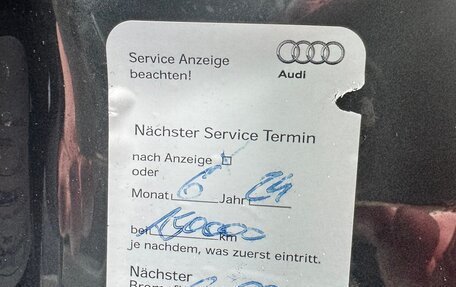 Service Anzeige
beachten!
Audi
Nächster Service Termin
nach Anzeige
oder
Monat 6 Jahr 24
bei km
je nachdem, was zuerst eintritt.
Nächster